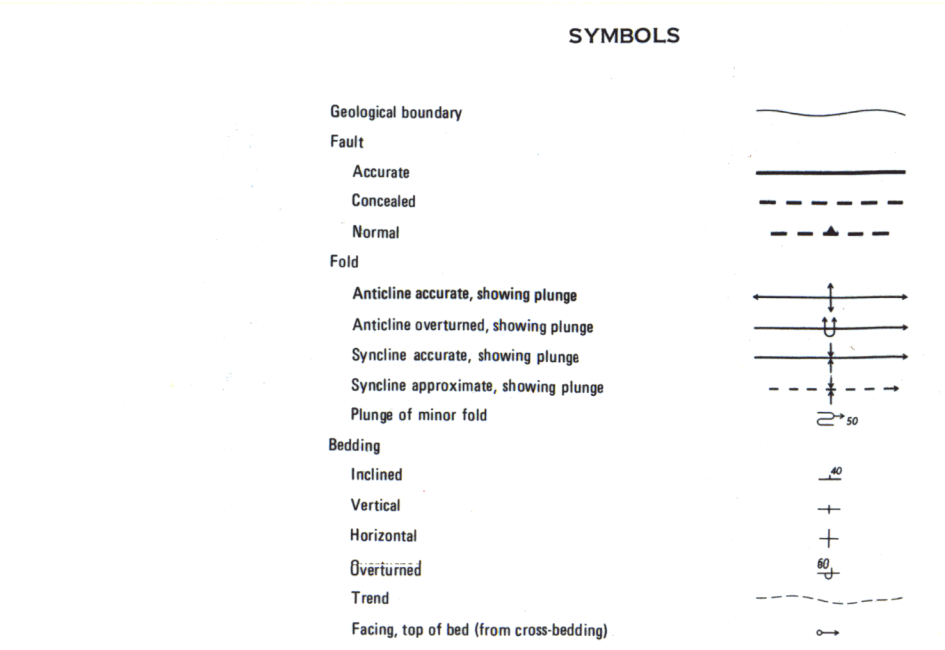 SYMBOLS
Geological boundary
Fault
Accurate
Concealed
Normal
Fold
Anticline accurate, showing plunge
Anticline overturned, showing plunge
Syncline accurate, showing plunge
Syncline approximate, showing plunge
Plunge of minor fold 50
Bedding
Inclined 40
Vertical
Horizontal
Overturned 60
Trend
Facing, top of bed (from cross-bedding)